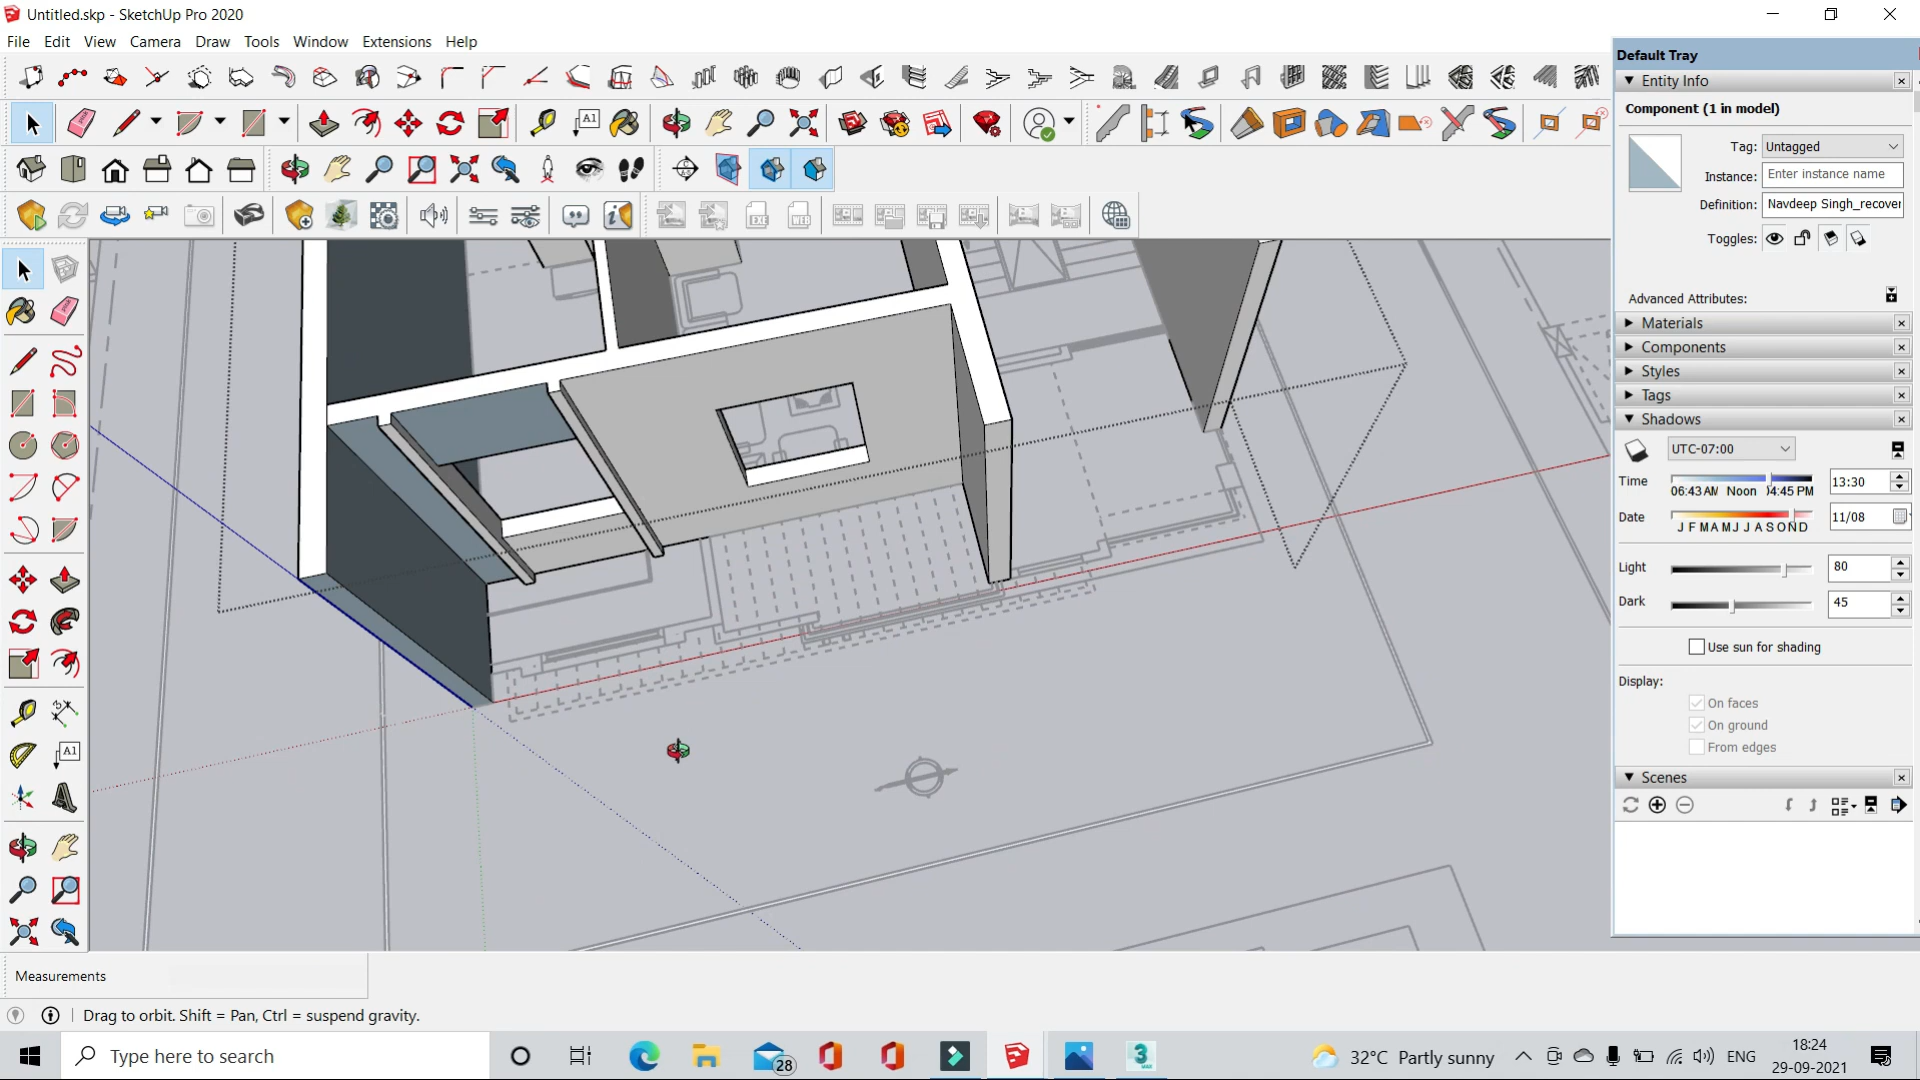 Untitled.skp - SketchUp Pro 2020
File Edit View Camera Draw Tools Window Extensions Help
Default Tray
Entity Info
Component (1 in model)
Tag: Untagged
Instance: Enter instance name
Definition: Navdeep Singh_recover
Toggles:
Advanced Attributes:
Materials
Components
Styles
Tags
Shadows
UTC-07:00
Time 13:30
06:43 AM Noon 04:45 PM
Date 11/08
J F M A M J J A S O N D
Light 80
Dark 45
Use sun for shading
Display:
On faces
On ground
From edges
Scenes
A1
A1
Measurements
Drag to orbit. Shift = Pan, Ctrl = suspend gravity.
Type here to search
28
3
32°C Partly sunny
ENG
18:24
29-09-2021